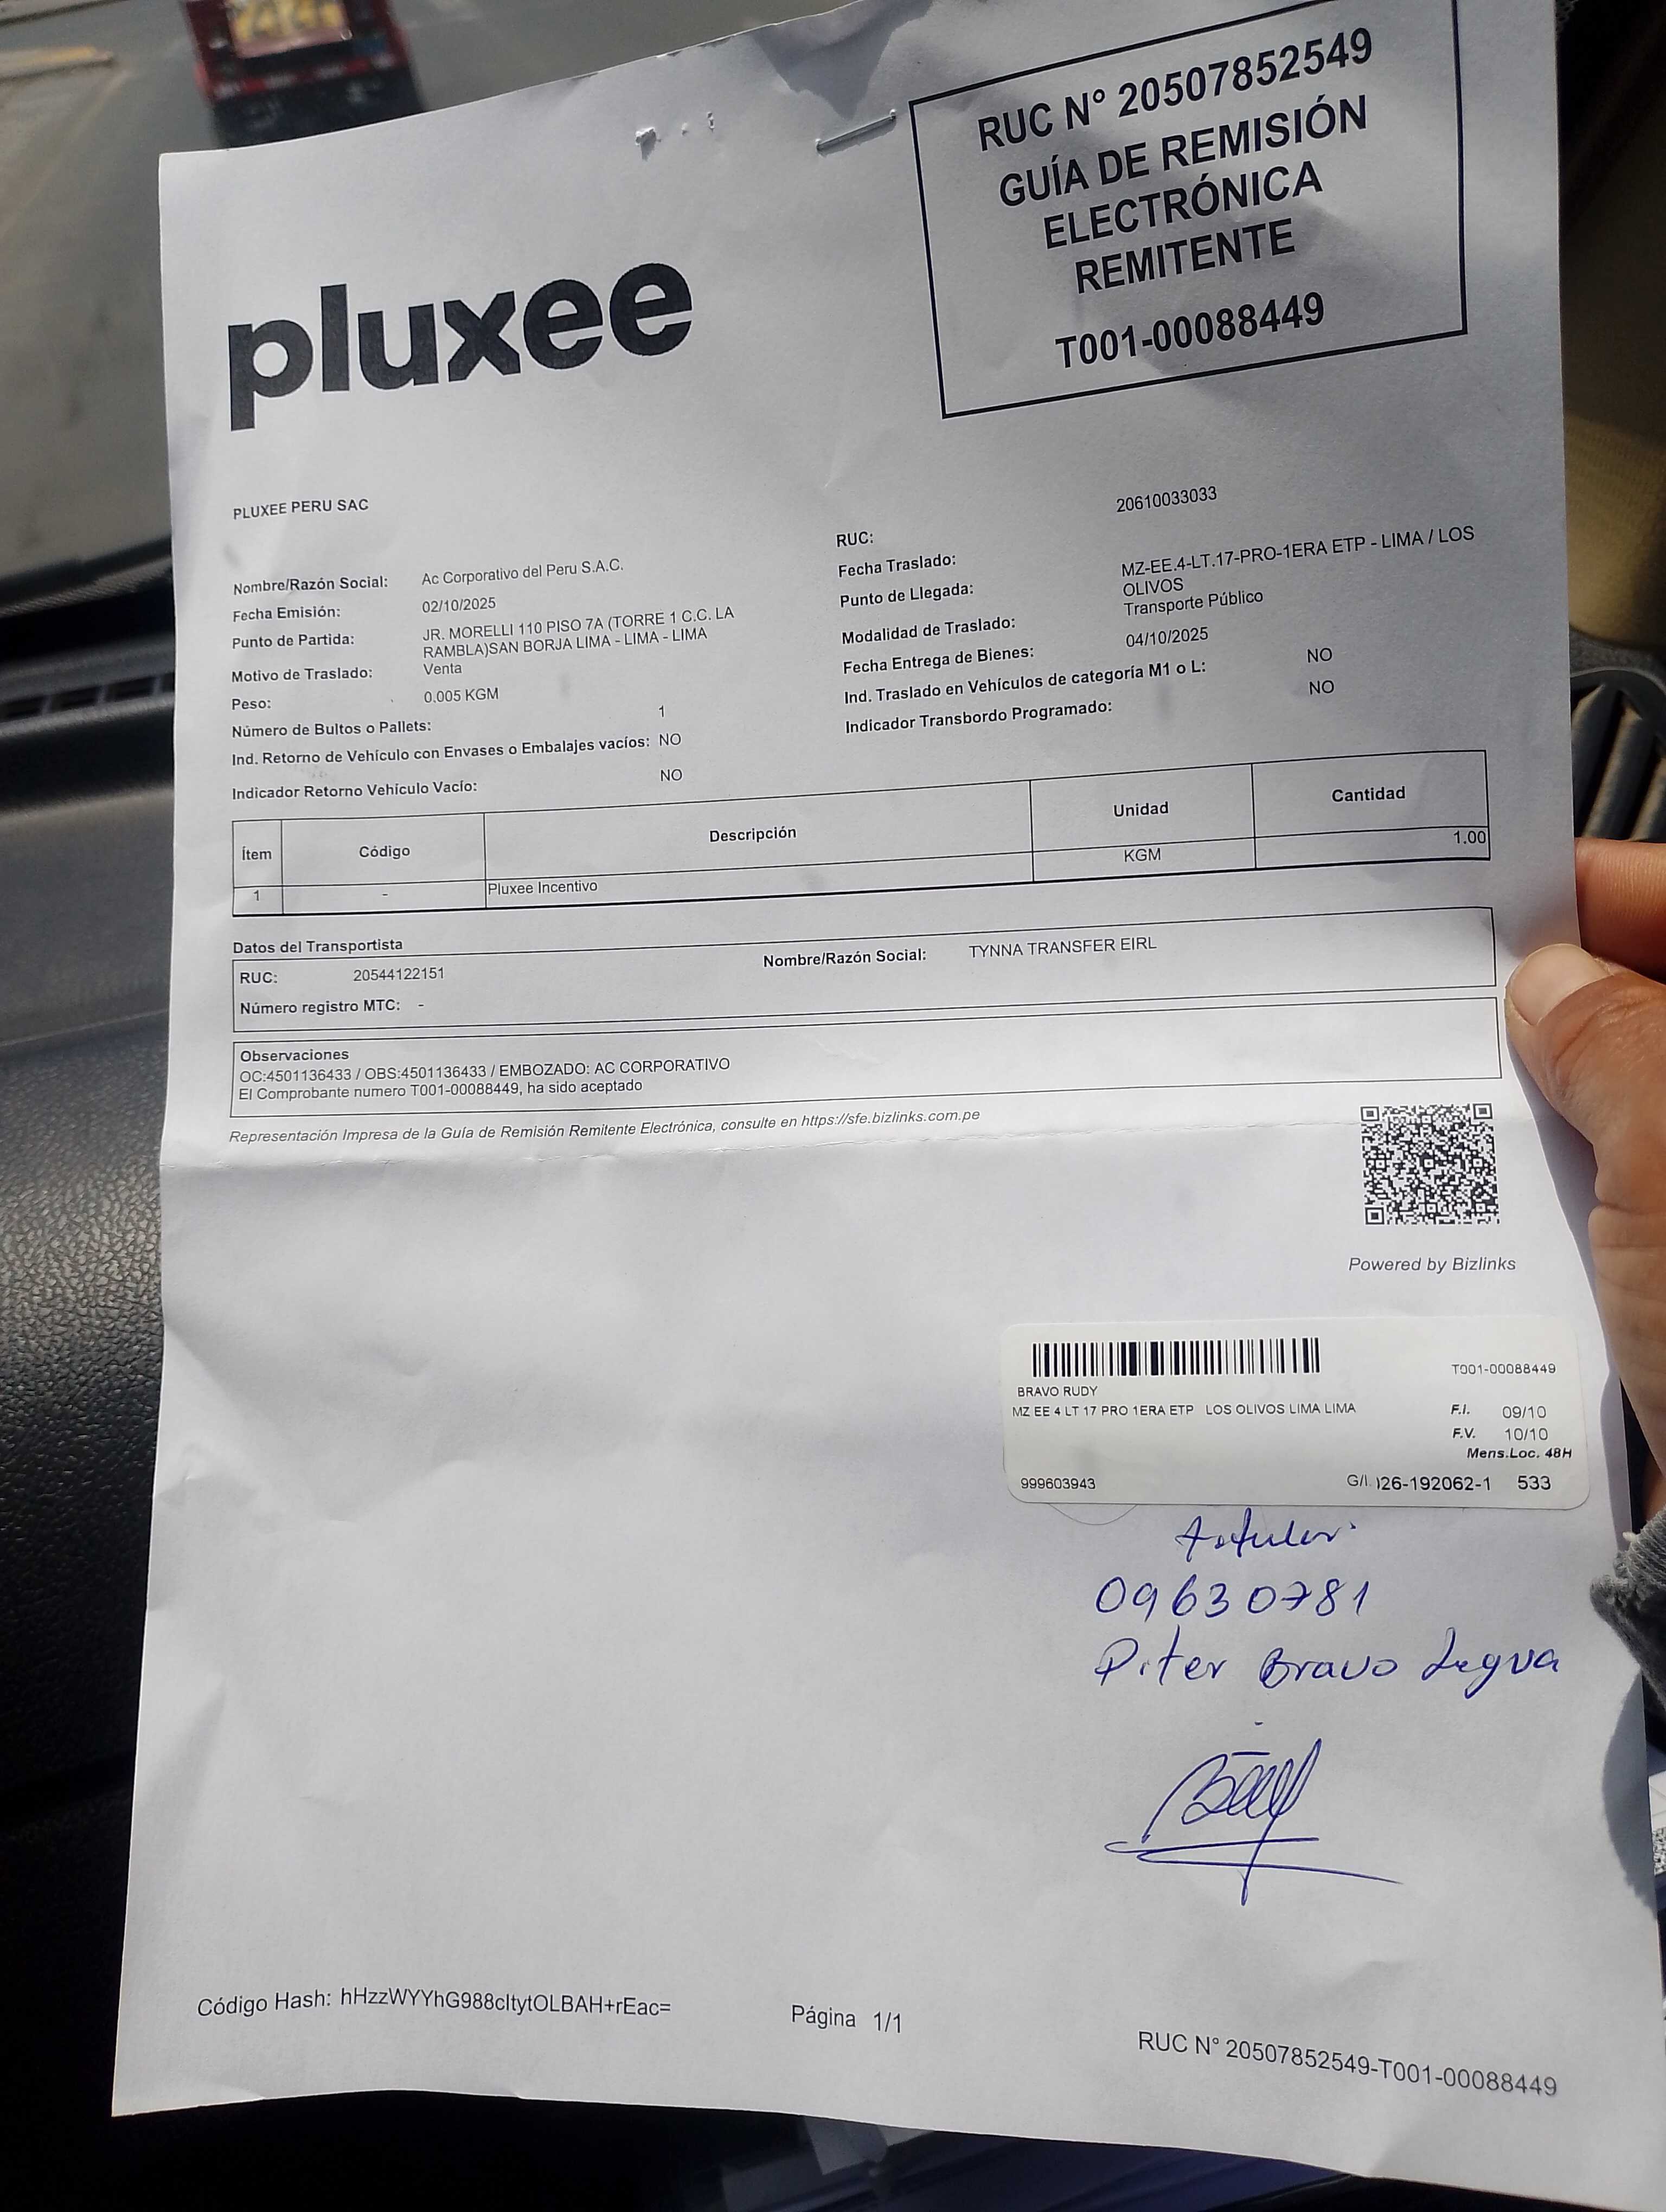 RUC N° 20507852549
GUÍA DE REMISIÓN
ELECTRÓNICA
REMITENTE
T001-00088449
pluxee
PLUXEE PERU SAC
Nombre/Razón Social: Ac Corporativo del Peru S.A.C.
Fecha Emisión: 02/10/2025
Punto de Partida: JR. MORELLI 110 PISO 7A (TORRE 1 C.C. LA
RAMBLA)SAN BORJA LIMA - LIMA - LIMA
Motivo de Traslado: Venta
Peso: 0.005 KGM
Número de Bultos o Pallets: 1
Ind. Retorno de Vehículo con Envases o Embalajes vacíos: NO
Indicador Retorno Vehículo Vacío: NO
RUC: 20610033033
Fecha Traslado:
Punto de Llegada: MZ-EE.4-LT.17-PRO-1ERA ETP - LIMA / LOS
OLIVOS
Modalidad de Traslado: Transporte Público
Fecha Entrega de Bienes: 04/10/2025
Ind. Traslado en Vehículos de categoría M1 o L: NO
Indicador Transbordo Programado: NO
Ítem Código Descripción Unidad Cantidad
1 - Pluxee Incentivo KGM 1.00
Datos del Transportista
RUC: 20544122151 Nombre/Razón Social: TYNNA TRANSFER EIRL
Número registro MTC: -
Observaciones
OC:4501136433 / OBS:4501136433 / EMBOZADO: AC CORPORATIVO
El Comprobante numero T001-00088449, ha sido aceptado
Representación Impresa de la Guía de Remisión Remitente Electrónica, consulte en https://sfe.bizlinks.com.pe
Powered by Bizlinks
T001-00088449
BRAVO RUDY
MZ EE 4 LT 17 PRO 1ERA ETP LOS OLIVOS LIMA LIMA
F.I. 09/10
F.V. 10/10
Mens.Loc. 48H
999603943 G/I. 026-192062-1 533
09630781
Piter Bravo
Código Hash: hHzzWYYhG988cItytOLBAH+rEac=
Página 1/1
RUC N° 20507852549-T001-00088449